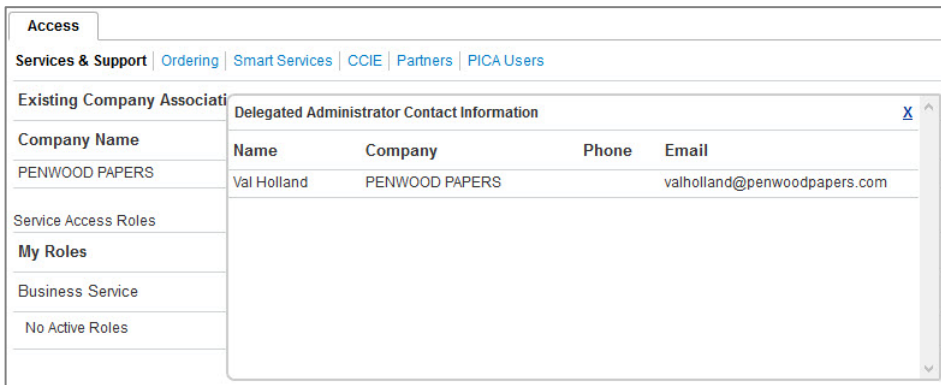 Access
Services & Support | Ordering | Smart Services | CCIE | Partners | PICA Users
Existing Company Associati
Company Name
PENWOOD PAPERS
Service Access Roles
My Roles
Business Service
No Active Roles
Delegated Administrator Contact Information X
Name Company Phone Email
Val Holland PENWOOD PAPERS valholland@penwoodpapers.com